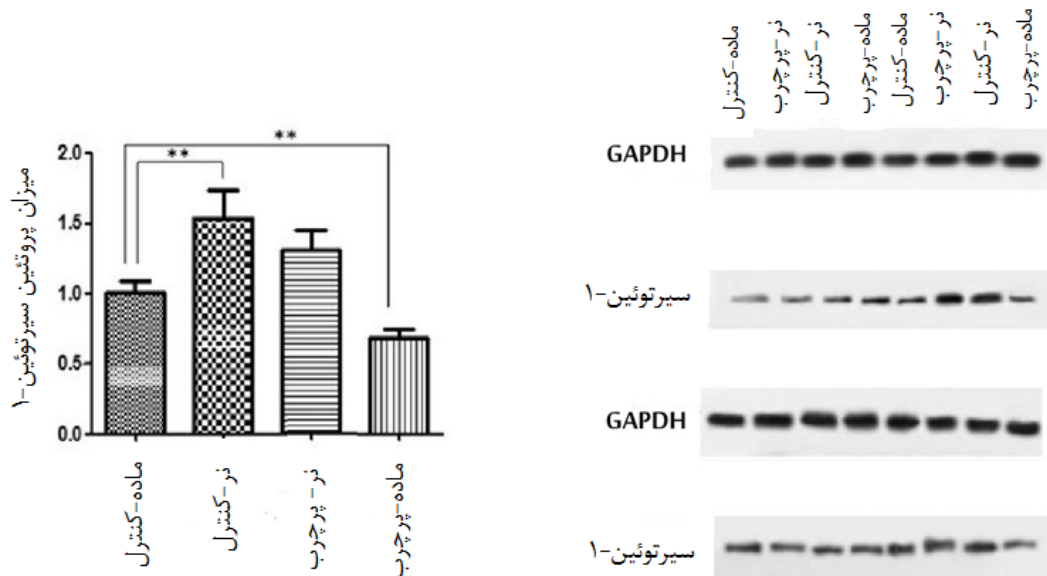 میزان پروتئین سیرتوئین-۱
**
**
2.0
1.5
1.0
0.5
0.0
ماده-کنترل
نر-کنترل
نر- پرچرب
ماده-پرچرب
ماده-کنترل
نر-پرچرب
نر-کنترل
ماده-پرچرب
ماده-کنترل
نر-پرچرب
نر-کنترل
ماده-پرچرب
GAPDH
سیرتوئین-۱
GAPDH
سیرتوئین-۱